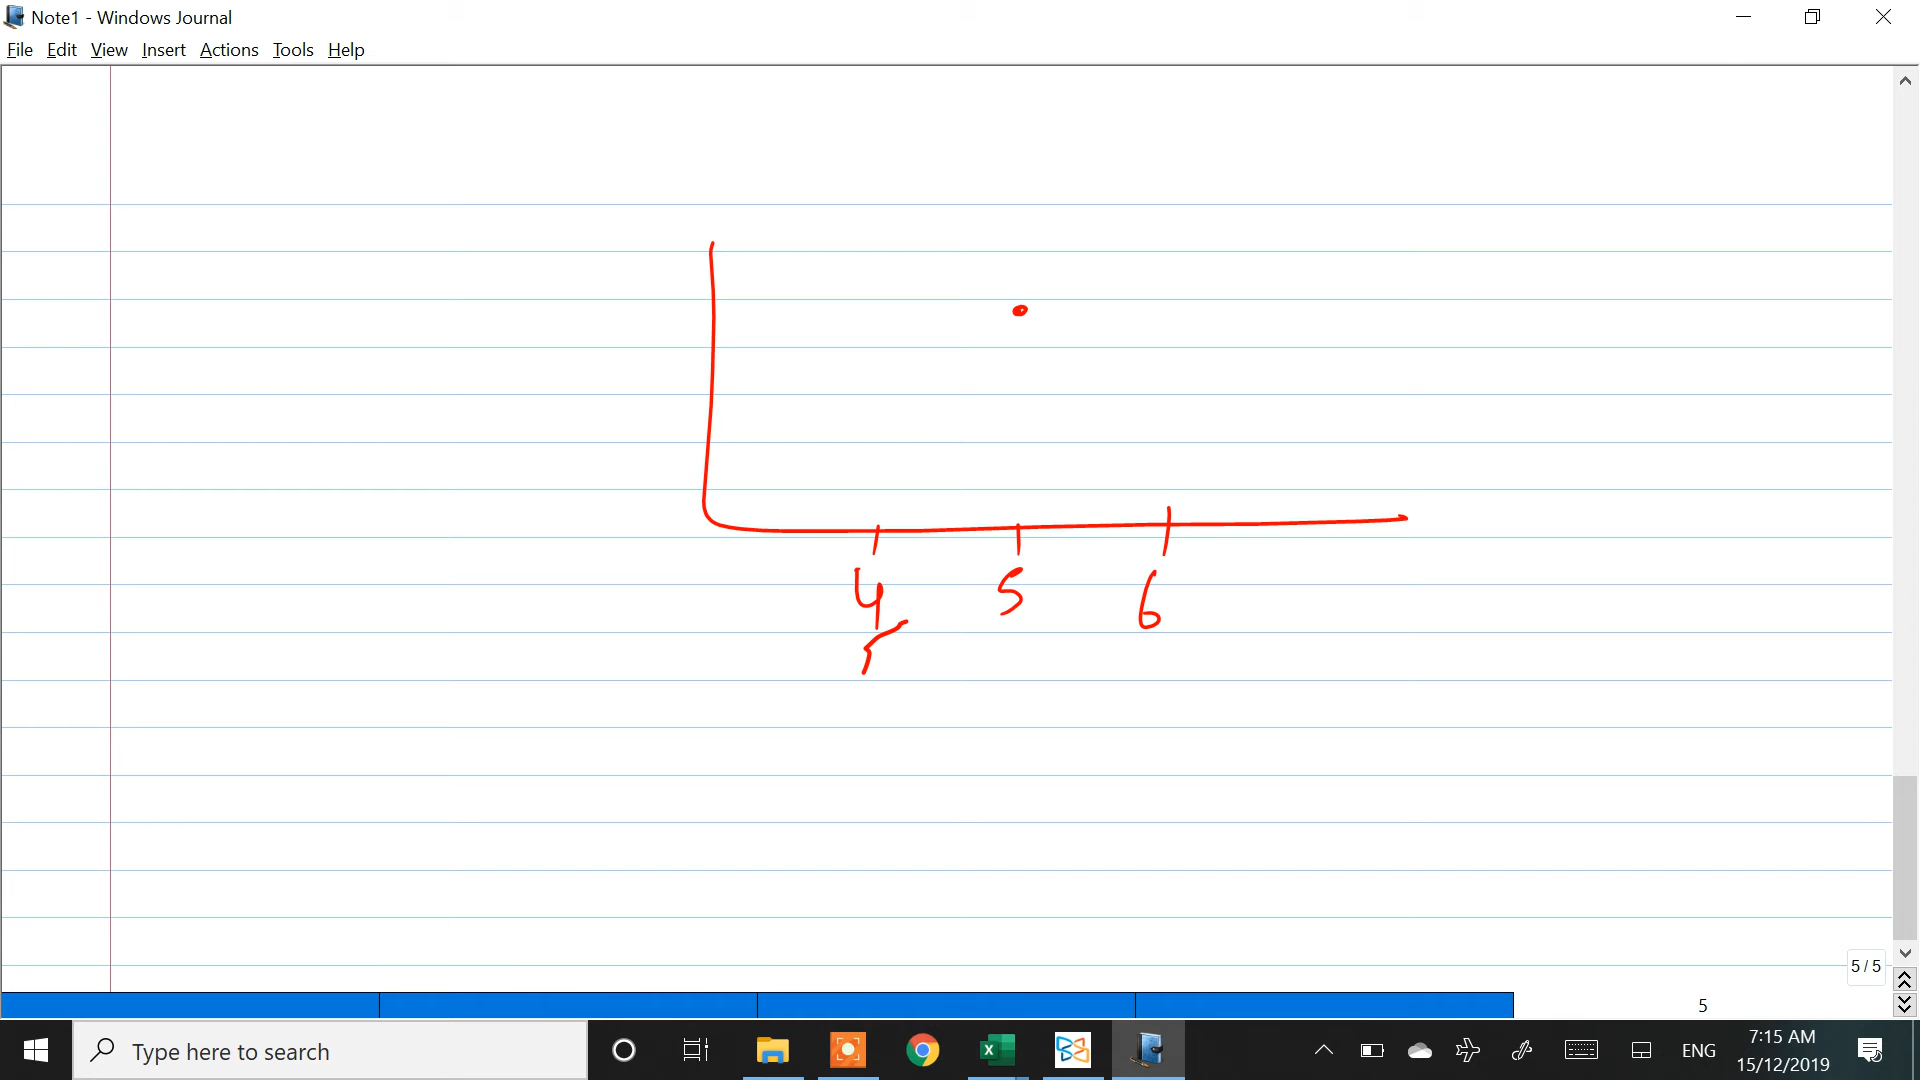 Note1 - Windows Journal
File Edit View Insert Actions Tools Help
4 5 6
5 / 5
5
Type here to search
ENG
7:15 AM
15/12/2019